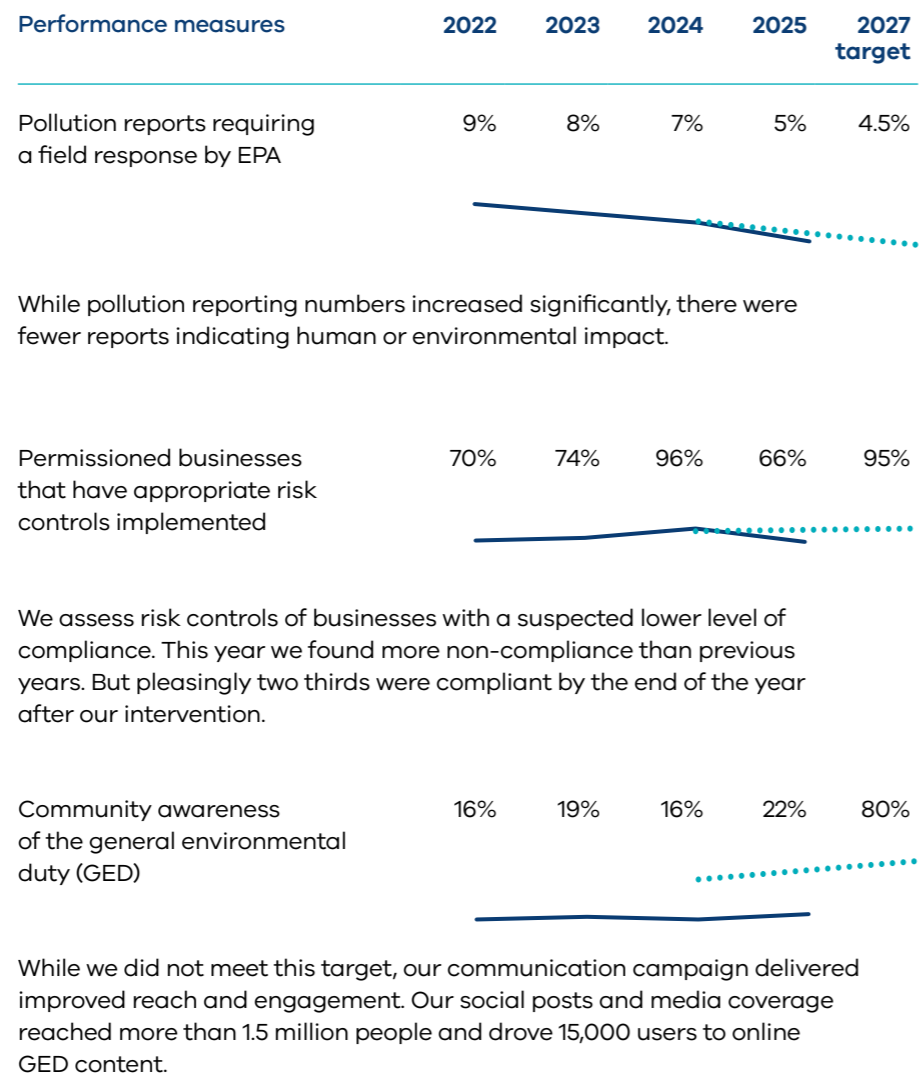 Performance measures 2022 2023 2024 2025 2027
target
Pollution reports requiring 9% 8% 7% 5% 4.5%
a field response by EPA
While pollution reporting numbers increased significantly, there were
fewer reports indicating human or environmental impact.
Permissioned businesses 70% 74% 96% 66% 95%
that have appropriate risk
controls implemented
We assess risk controls of businesses with a suspected lower level of
compliance. This year we found more non-compliance than previous
years. But pleasingly two thirds were compliant by the end of the year
after our intervention.
Community awareness 16% 19% 16% 22% 80%
of the general environmental
duty (GED)
While we did not meet this target, our communication campaign delivered
improved reach and engagement. Our social posts and media coverage
reached more than 1.5 million people and drove 15,000 users to online
GED content.